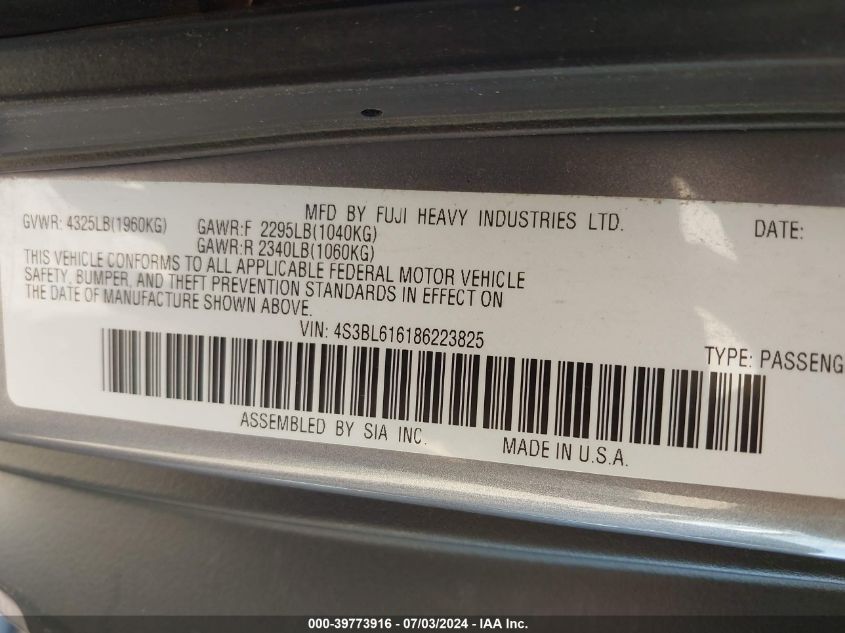 MFD BY FUJI HEAVY INDUSTRIES LTD. DATE:
GVWR: 4325LB(1960KG) GAWR:F 2295LB(1040KG)
GAWR:R 2340LB(1060KG)
THIS VEHICLE CONFORMS TO ALL APPLICABLE FEDERAL MOTOR VEHICLE
SAFETY, BUMPER, AND THEFT PREVENTION STANDARDS IN EFFECT ON
THE DATE OF MANUFACTURE SHOWN ABOVE.
VIN: 4S3BL616186223825
TYPE: PASSENG
ASSEMBLED BY SIA INC. MADE IN U.S.A.
000-39773916 - 07/03/2024 - IAA Inc.